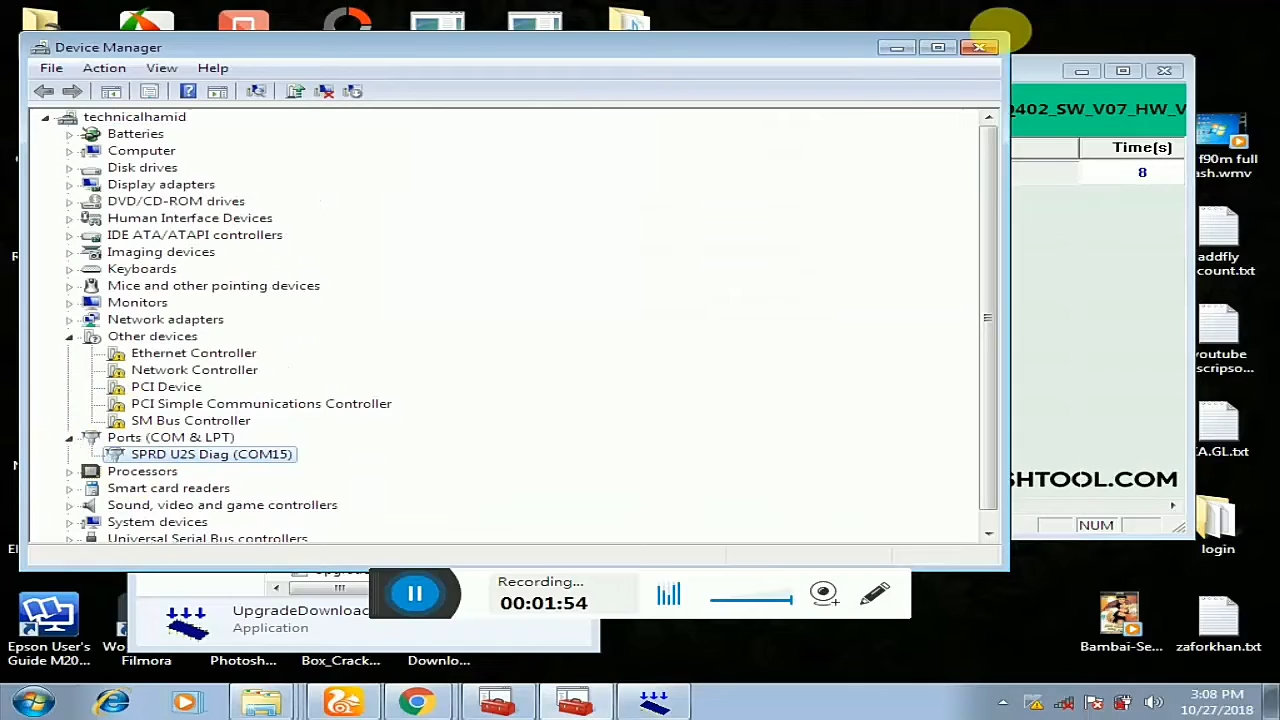 Device Manager
File Action View Help
technicalhamid
Batteries
Computer
Disk drives
Display adapters
DVD/CD-ROM drives
Human Interface Devices
IDE ATA/ATAPI controllers
Imaging devices
Keyboards
Mice and other pointing devices
Monitors
Network adapters
Other devices
Ethernet Controller
Network Controller
PCI Device
PCI Simple Communications Controller
SM Bus Controller
Ports (COM & LPT)
SPRD U2S Diag (COM15)
Processors
Smart card readers
Sound, video and game controllers
System devices
Universal Serial Bus controllers
402_SW_V07_HW_V
Time(s)
8
SHTOOL.COM
NUM
f90m full
ash.wmv
addfly
count.txt
youtube
scripso...
A.GL.txt
login
Recording...
00:01:54
UpgradeDownloa
Application
Epson User's
Guide M20...
Wo
Filmora
Photosh...
Box_Crack...
Downlo...
Bambai-Se...
zaforkhan.txt
3:08 PM
10/27/2018